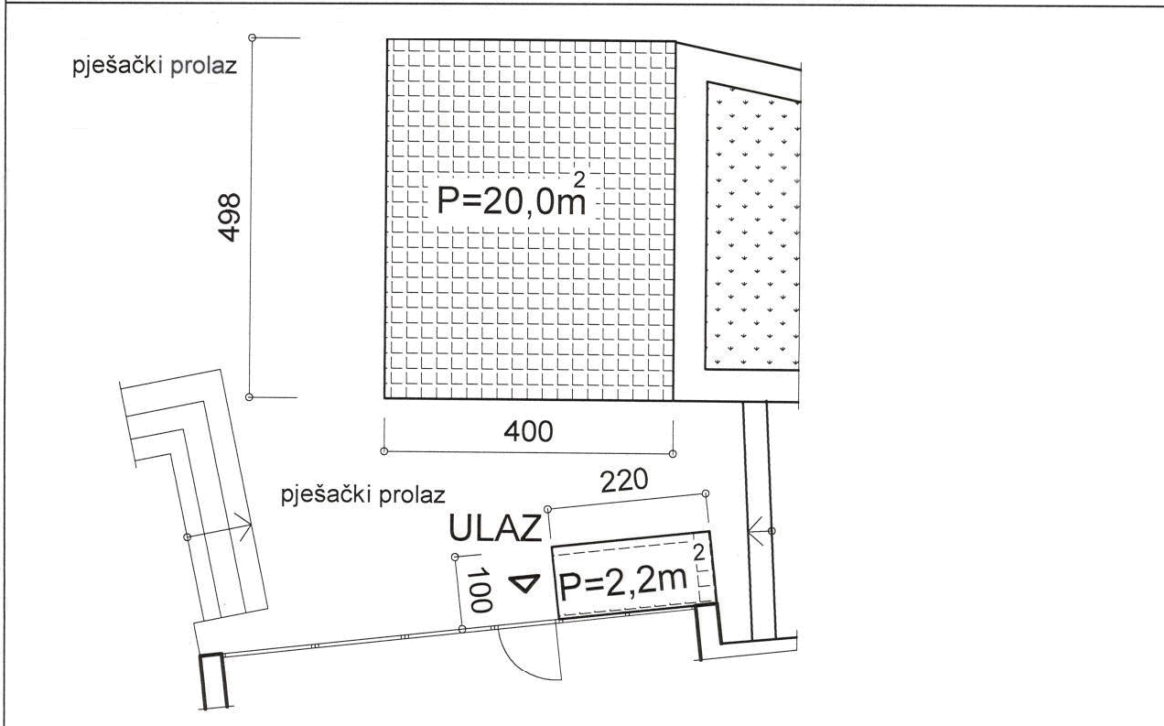 pješački prolaz
498
P=20,0m²
400
pješački prolaz
220
ULAZ
100
P=2,2m²